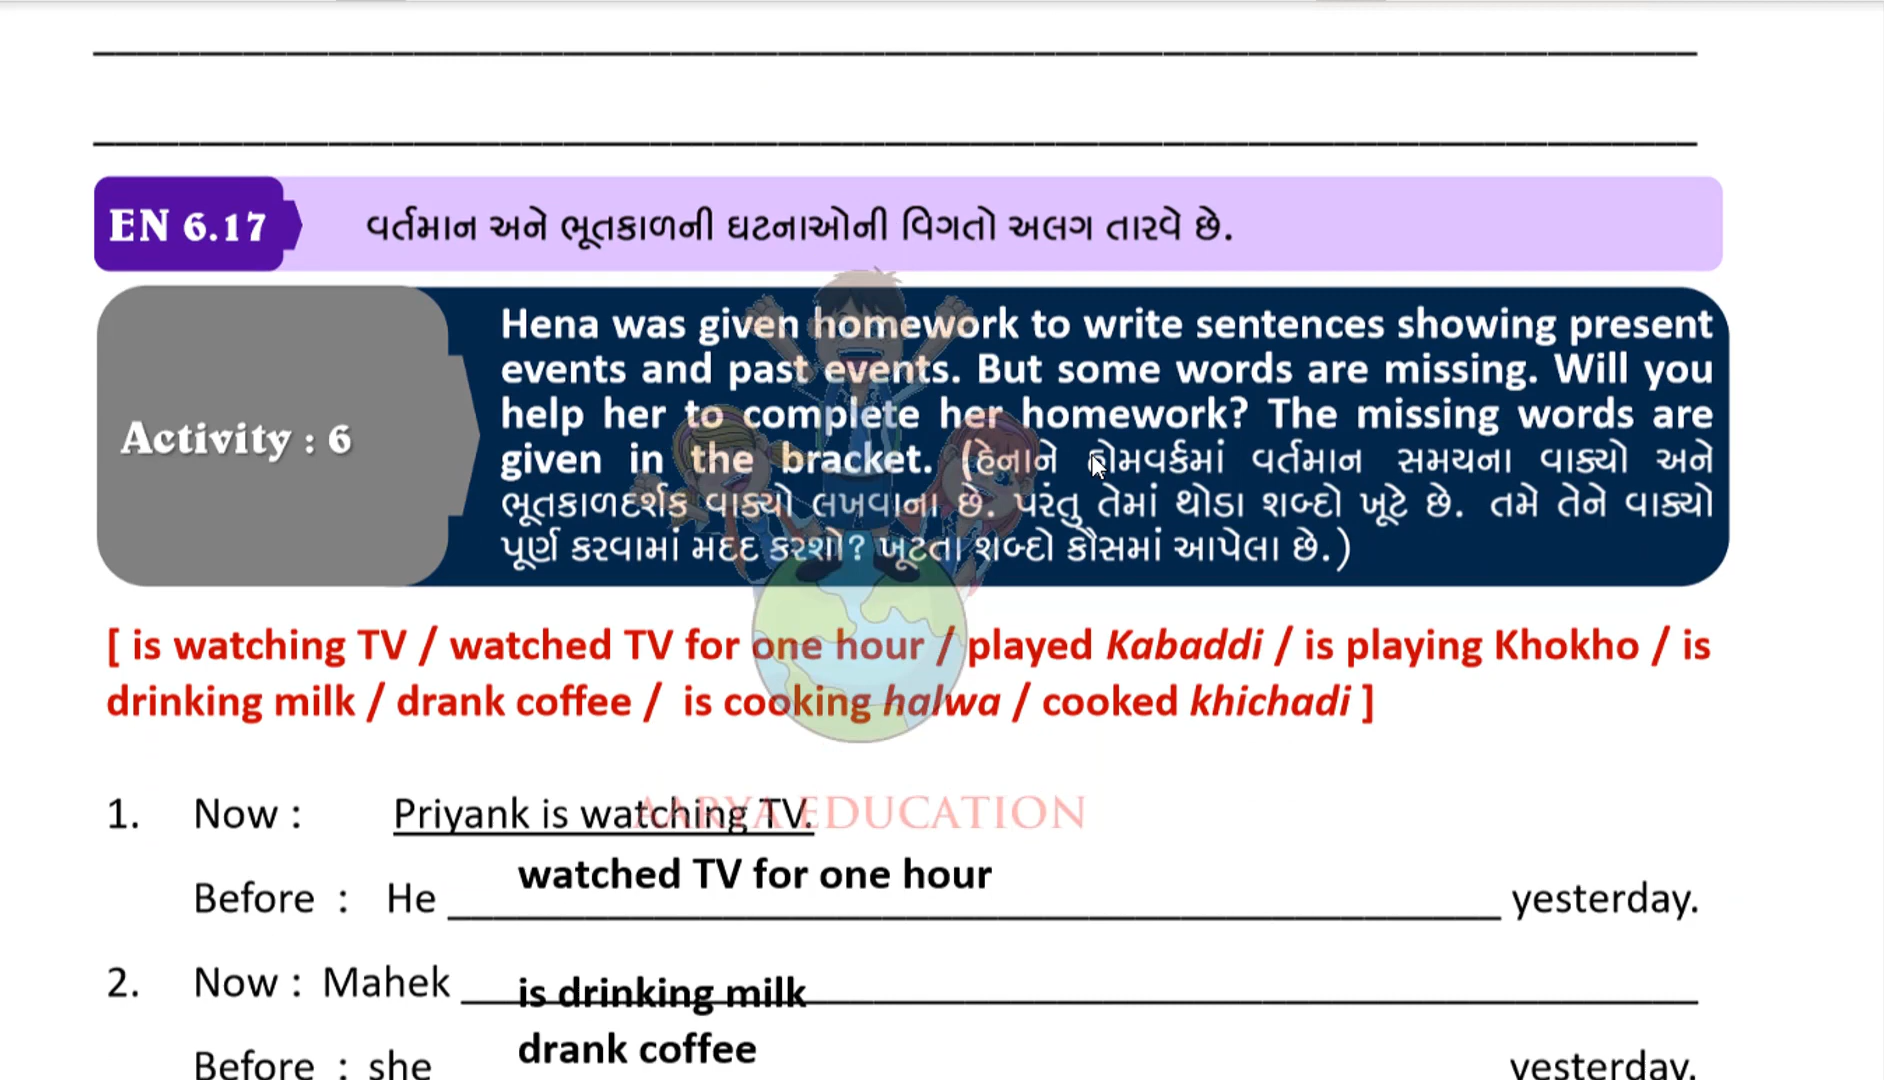 EN 6.17 વર્તમાન અને ભૂતકાળની ઘટનાઓની વિગતો અલગ તારવે છે.
Activity : 6
Hena was given homework to write sentences showing present
events and past events. But some words are missing. Will you
help her to complete her homework? The missing words are
given in the bracket. (હેનાને હોમવર્કમાં વર્તમાન સમયના વાક્યો અને
ભૂતકાળદર્શક વાક્યો લખવાના છે. પરંતુ તેમાં થોડા શબ્દો ખૂટે છે. તમે તેને વાક્યો
પૂર્ણ કરવામાં મદદ કરશો? ખૂટતા શબ્દો કૌસમાં આપેલા છે.)
[ is watching TV / watched TV for one hour / played Kabaddi / is playing Khokho / is
drinking milk / drank coffee / is cooking halwa / cooked khichadi ]
1. Now : Priyank is watching TV.
AARYA EDUCATION
watched TV for one hour
Before : He ____ yesterday.
2. Now : Mahek ____
is drinking milk
drank coffee
Before : she yesterday.